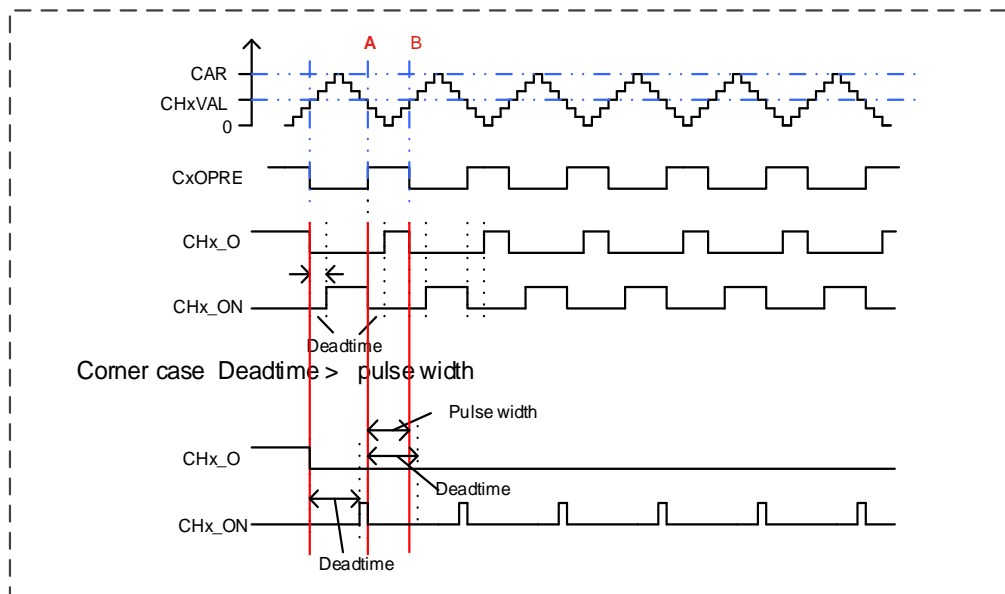 A B
CAR
CHxVAL
0
CxOPRE
CHx_O
CHx_ON
Deadtime
Corner case Deadtime > pulse width
Pulse width
CHx_O
Deadtime
CHx_ON
Deadtime